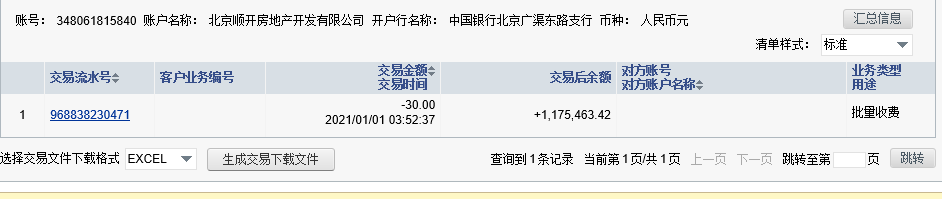 账号： 348061815840 账户名称： 北京顺开房地产开发有限公司 开户行名称： 中国银行北京广渠东路支行 币种： 人民币元
汇总信息
清单样式： 标准
交易流水号 客户业务编号 交易金额 交易后余额 对方账号 业务类型
交易时间 对方账户名称 用途
1 968838230471 -30.00 +1,175,463.42 批量收费
2021/01/01 03:52:37
选择交易文件下载格式 EXCEL 生成交易下载文件 查询到1条记录 当前第1页/共1页 上一页 下一页 跳转至第 页 跳转